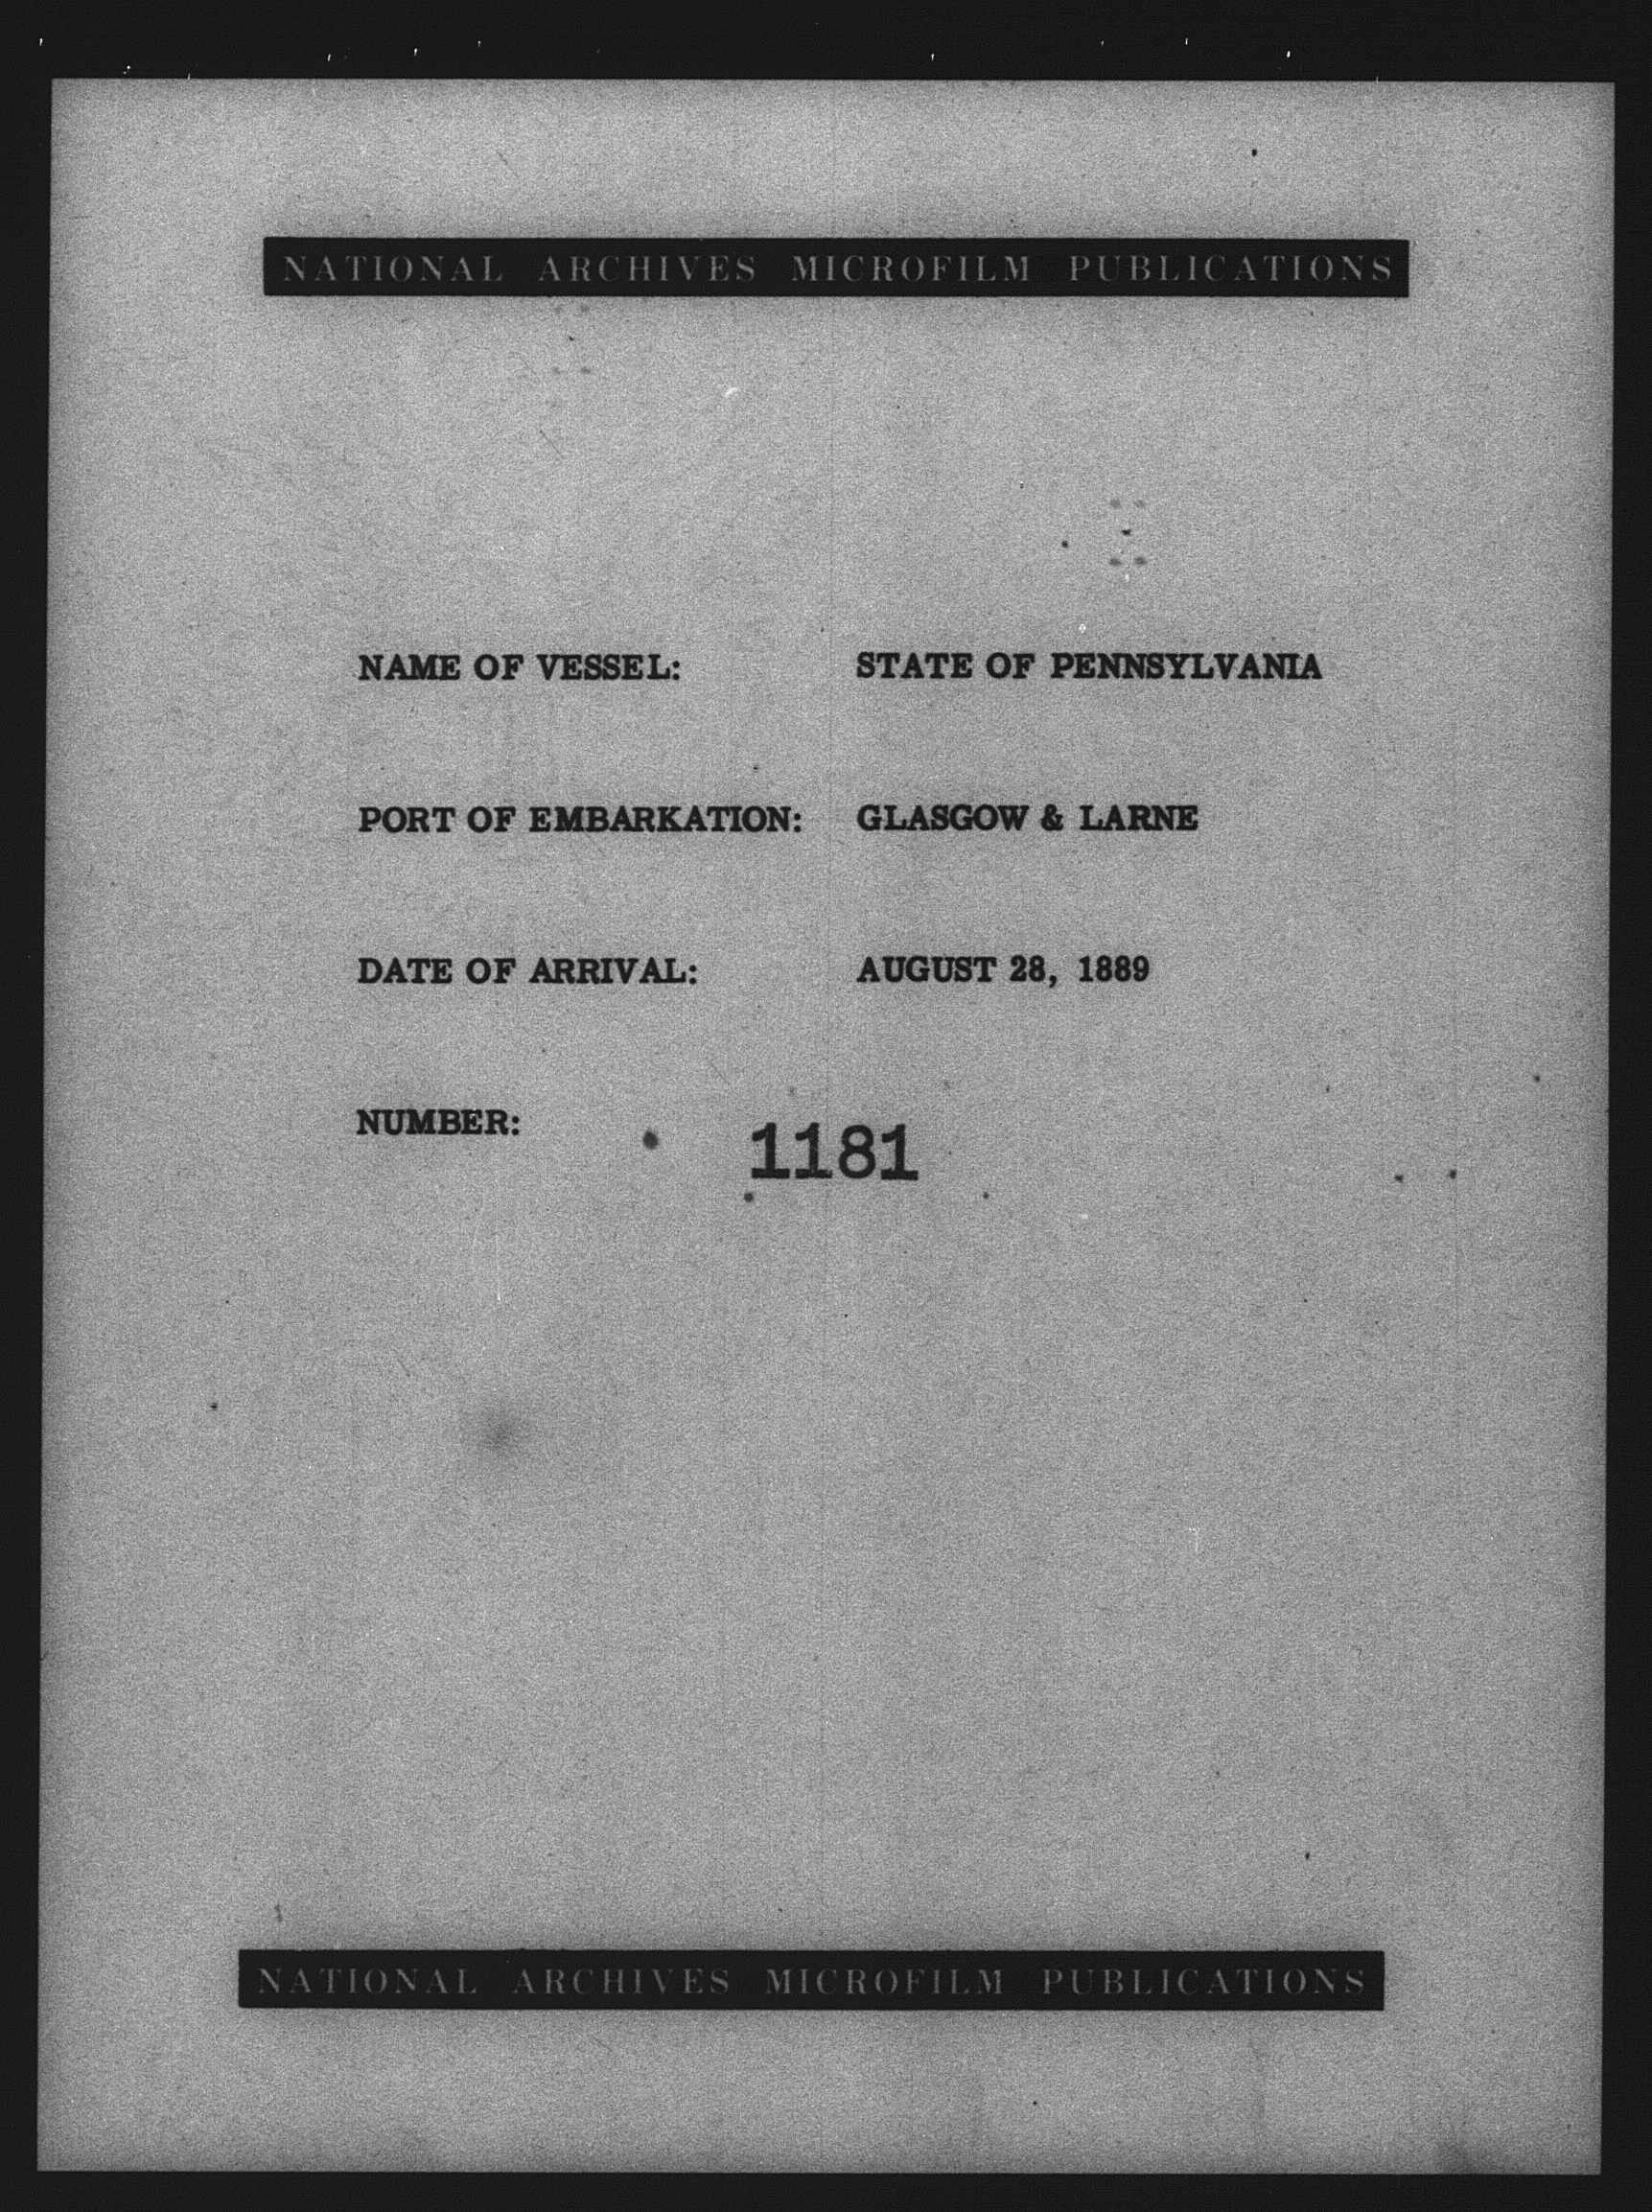 NATIONAL ARCHIVES MICROFILM PUBLICATIONS
NAME OF VESSEL: STATE OF PENNSYLVANIA
PORT OF EMBARKATION: GLASGOW & LARNE
DATE OF ARRIVAL: AUGUST 28, 1889
NUMBER: 1181
NATIONAL ARCHIVES MICROFILM PUBLICATIONS